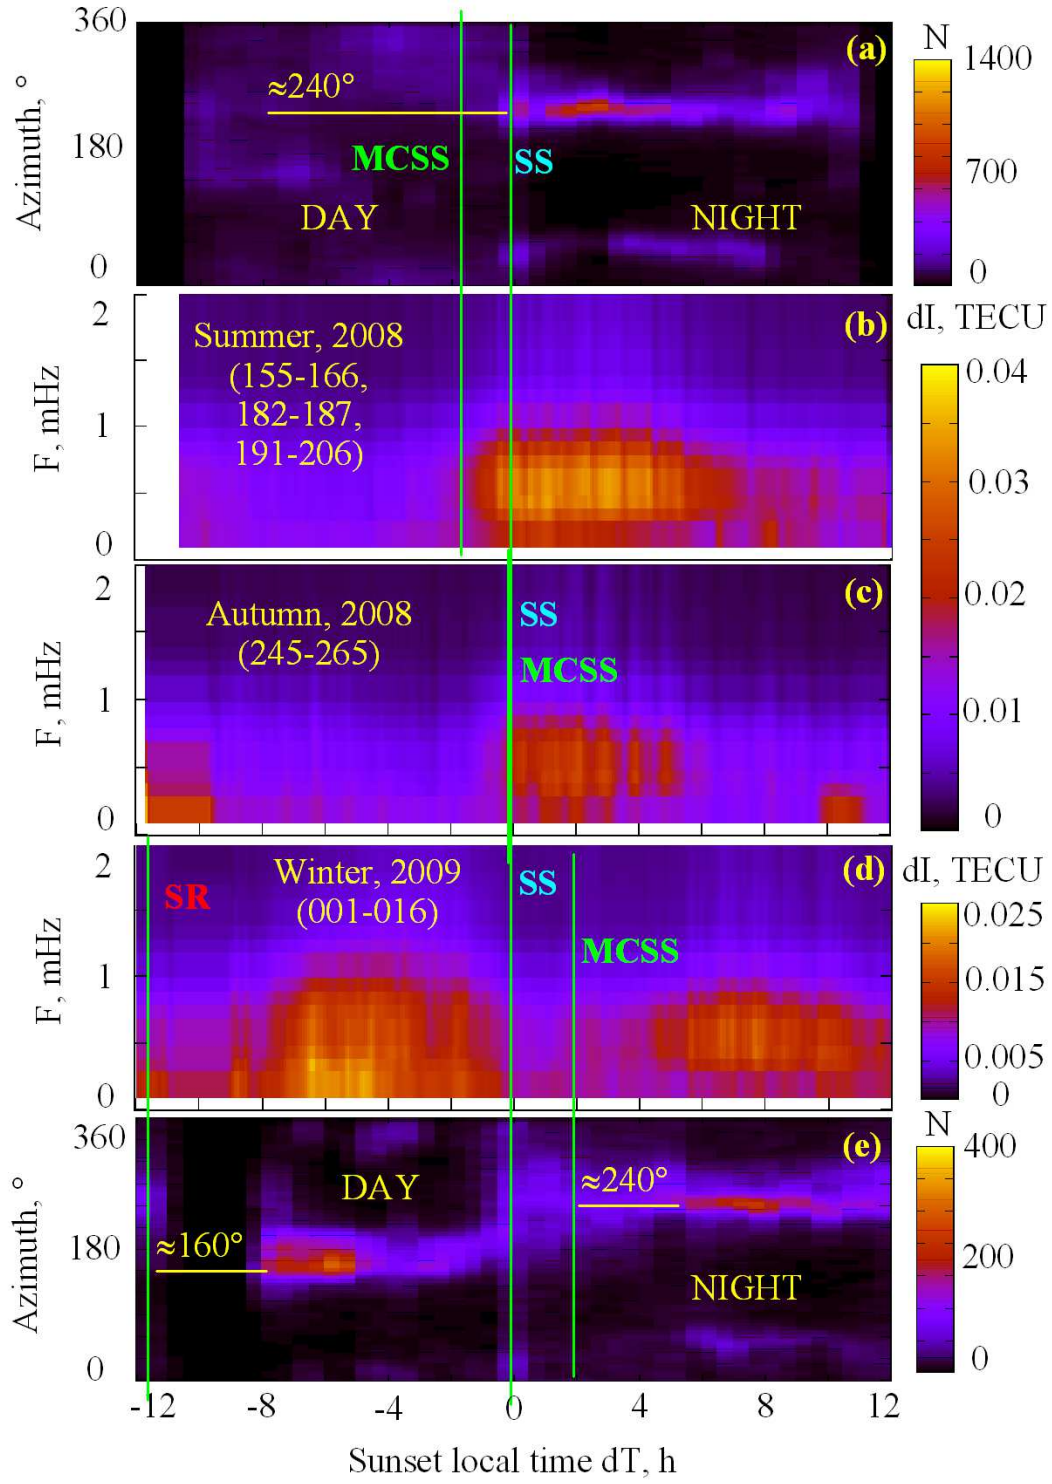 360
180
0
Azimuth, °
(a)
≈240°
MCSS
SS
DAY
NIGHT
N
1400
700
0
2
1
0
F, mHz
(b)
Summer, 2008
(155-166,
182-187,
191-206)
dI, TECU
0.04
0.03
0.02
0.01
0
2
1
0
F, mHz
(c)
Autumn, 2008
(245-265)
SS
MCSS
2
1
0
F, mHz
(d)
SR
Winter, 2009
(001-016)
SS
MCSS
dI, TECU
0.025
0.015
0.005
0
360
180
0
Azimuth, °
(e)
DAY
≈160°
≈240°
NIGHT
N
400
200
0
-12
-8
-4
0
4
8
12
Sunset local time dT, h